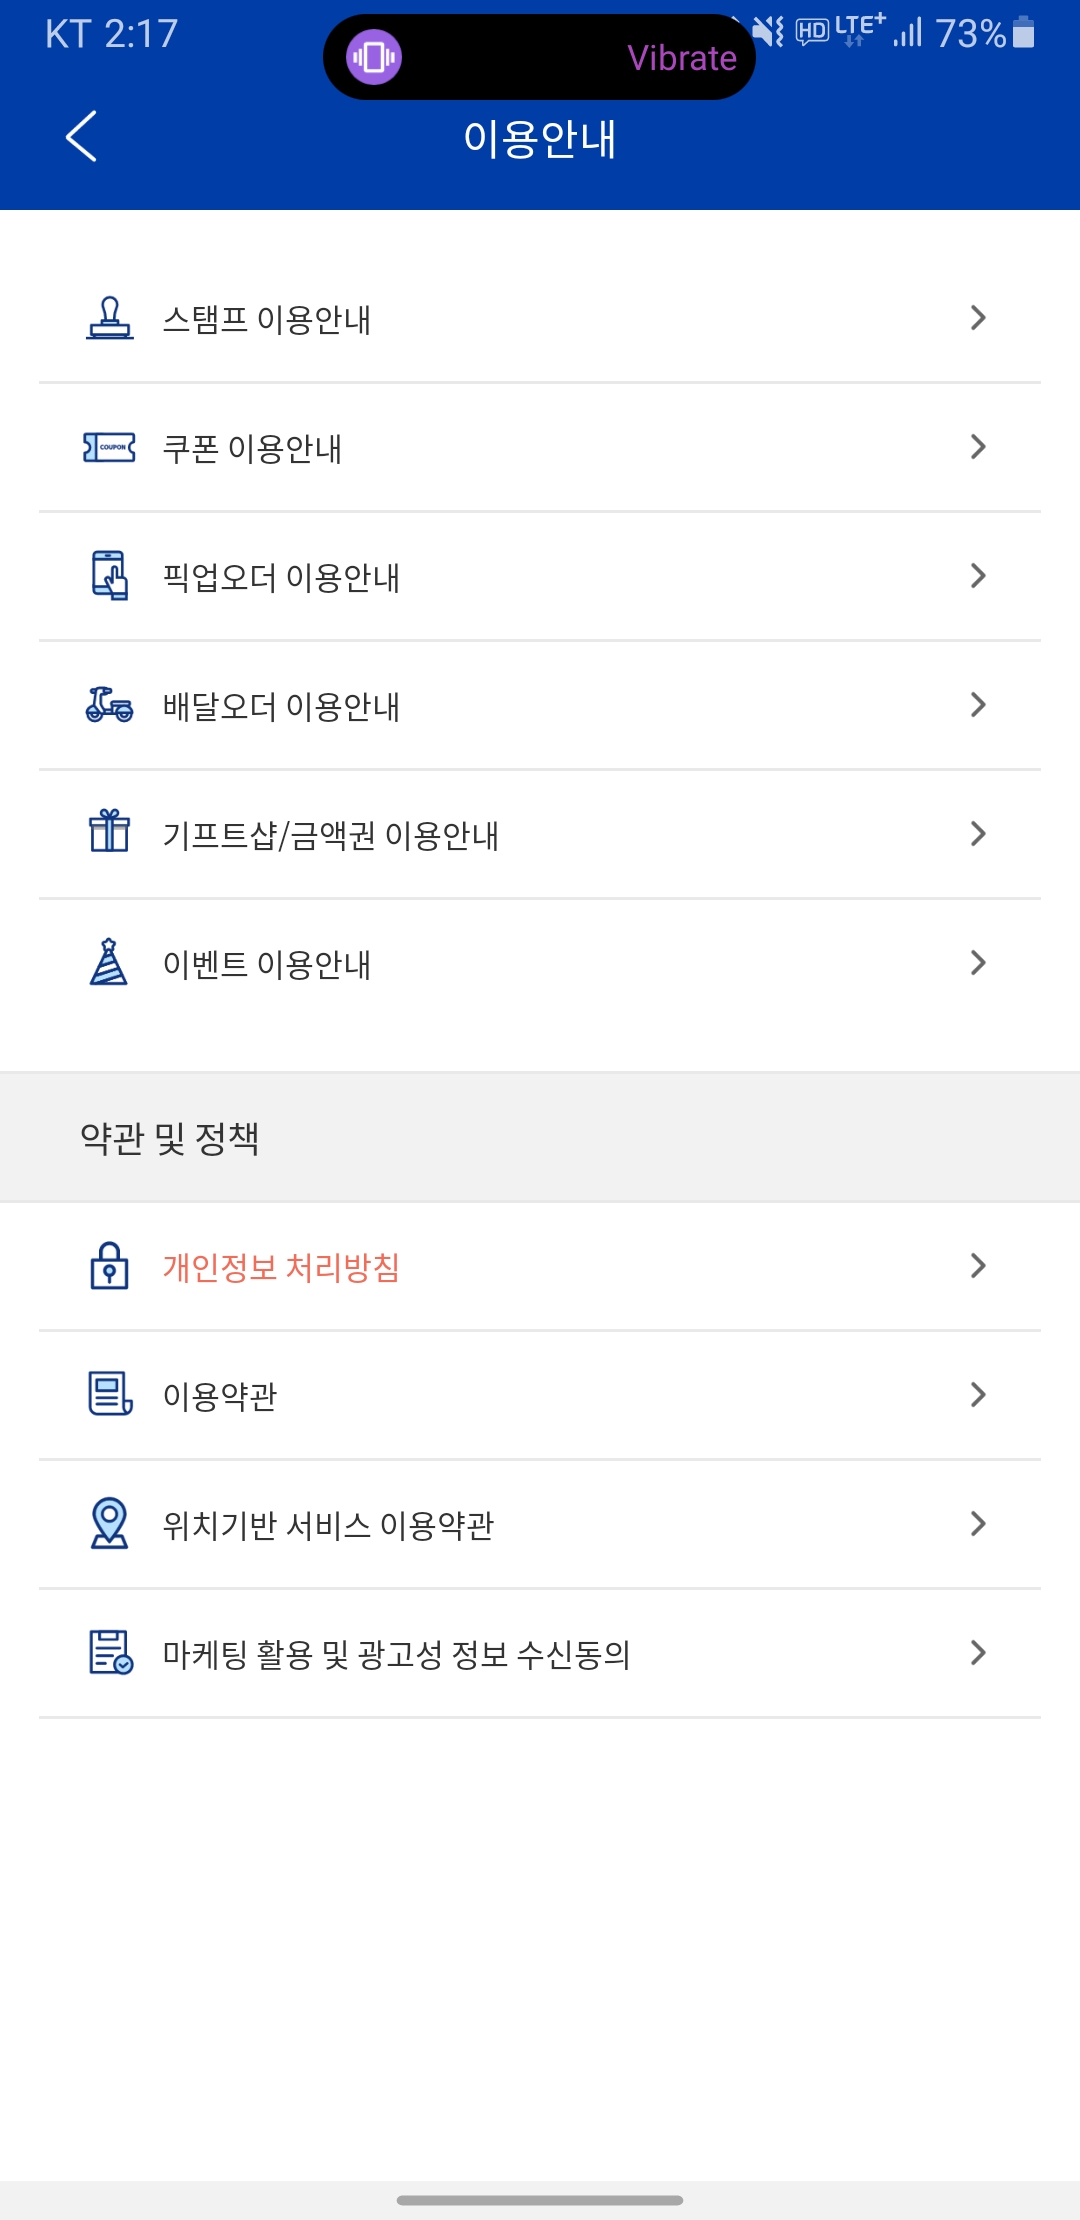 KT 2:17
Vibrate
HD LTE+ 73%
이용안내
스탬프 이용안내
COUPON
쿠폰 이용안내
픽업오더 이용안내
배달오더 이용안내
기프트샵/금액권 이용안내
이벤트 이용안내
약관 및 정책
개인정보 처리방침
이용약관
위치기반 서비스 이용약관
마케팅 활용 및 광고성 정보 수신동의